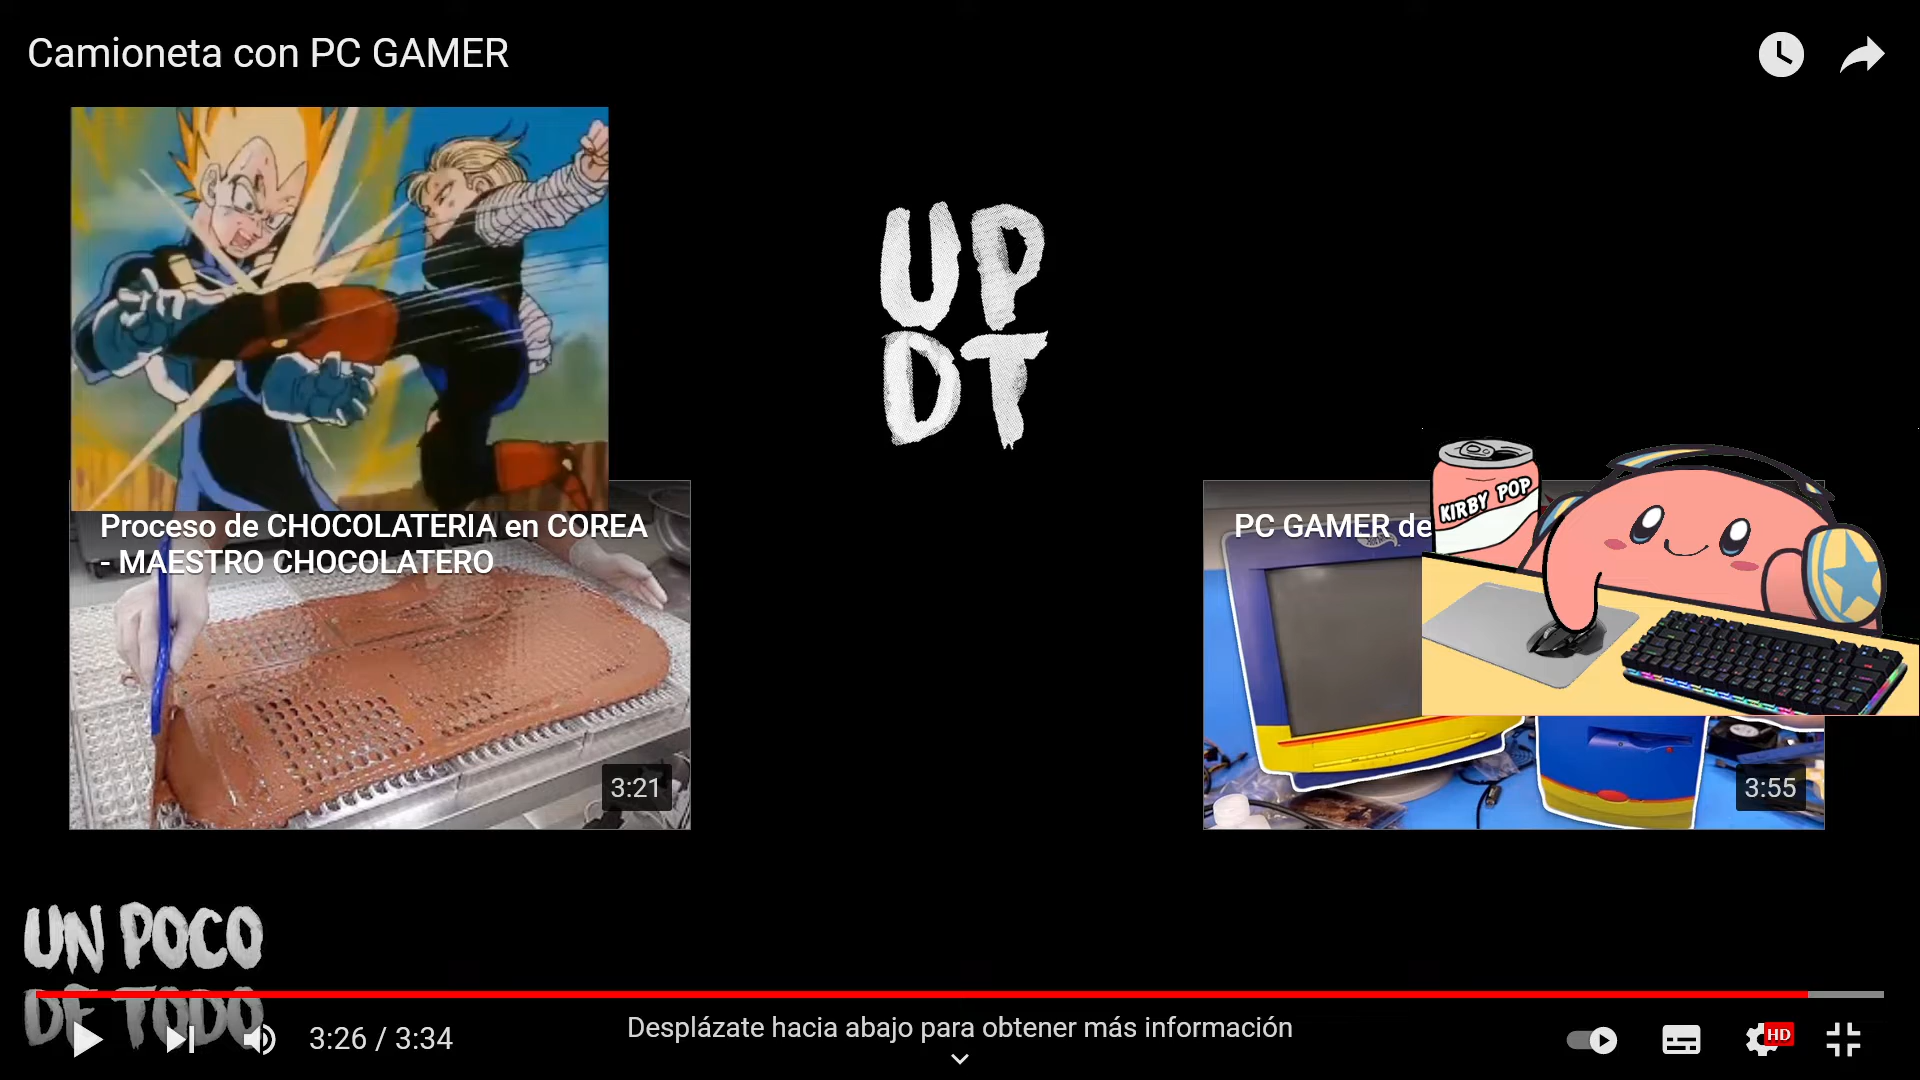 Camioneta con PC GAMER
UP
DT
Proceso de CHOCOLATERIA en COREA
- MAESTRO CHOCOLATERO
3:21
PC GAMER de
KIRBY POP
3:55
UN POCO
DE TODO
3:26 / 3:34
Desplázate hacia abajo para obtener más información
HD